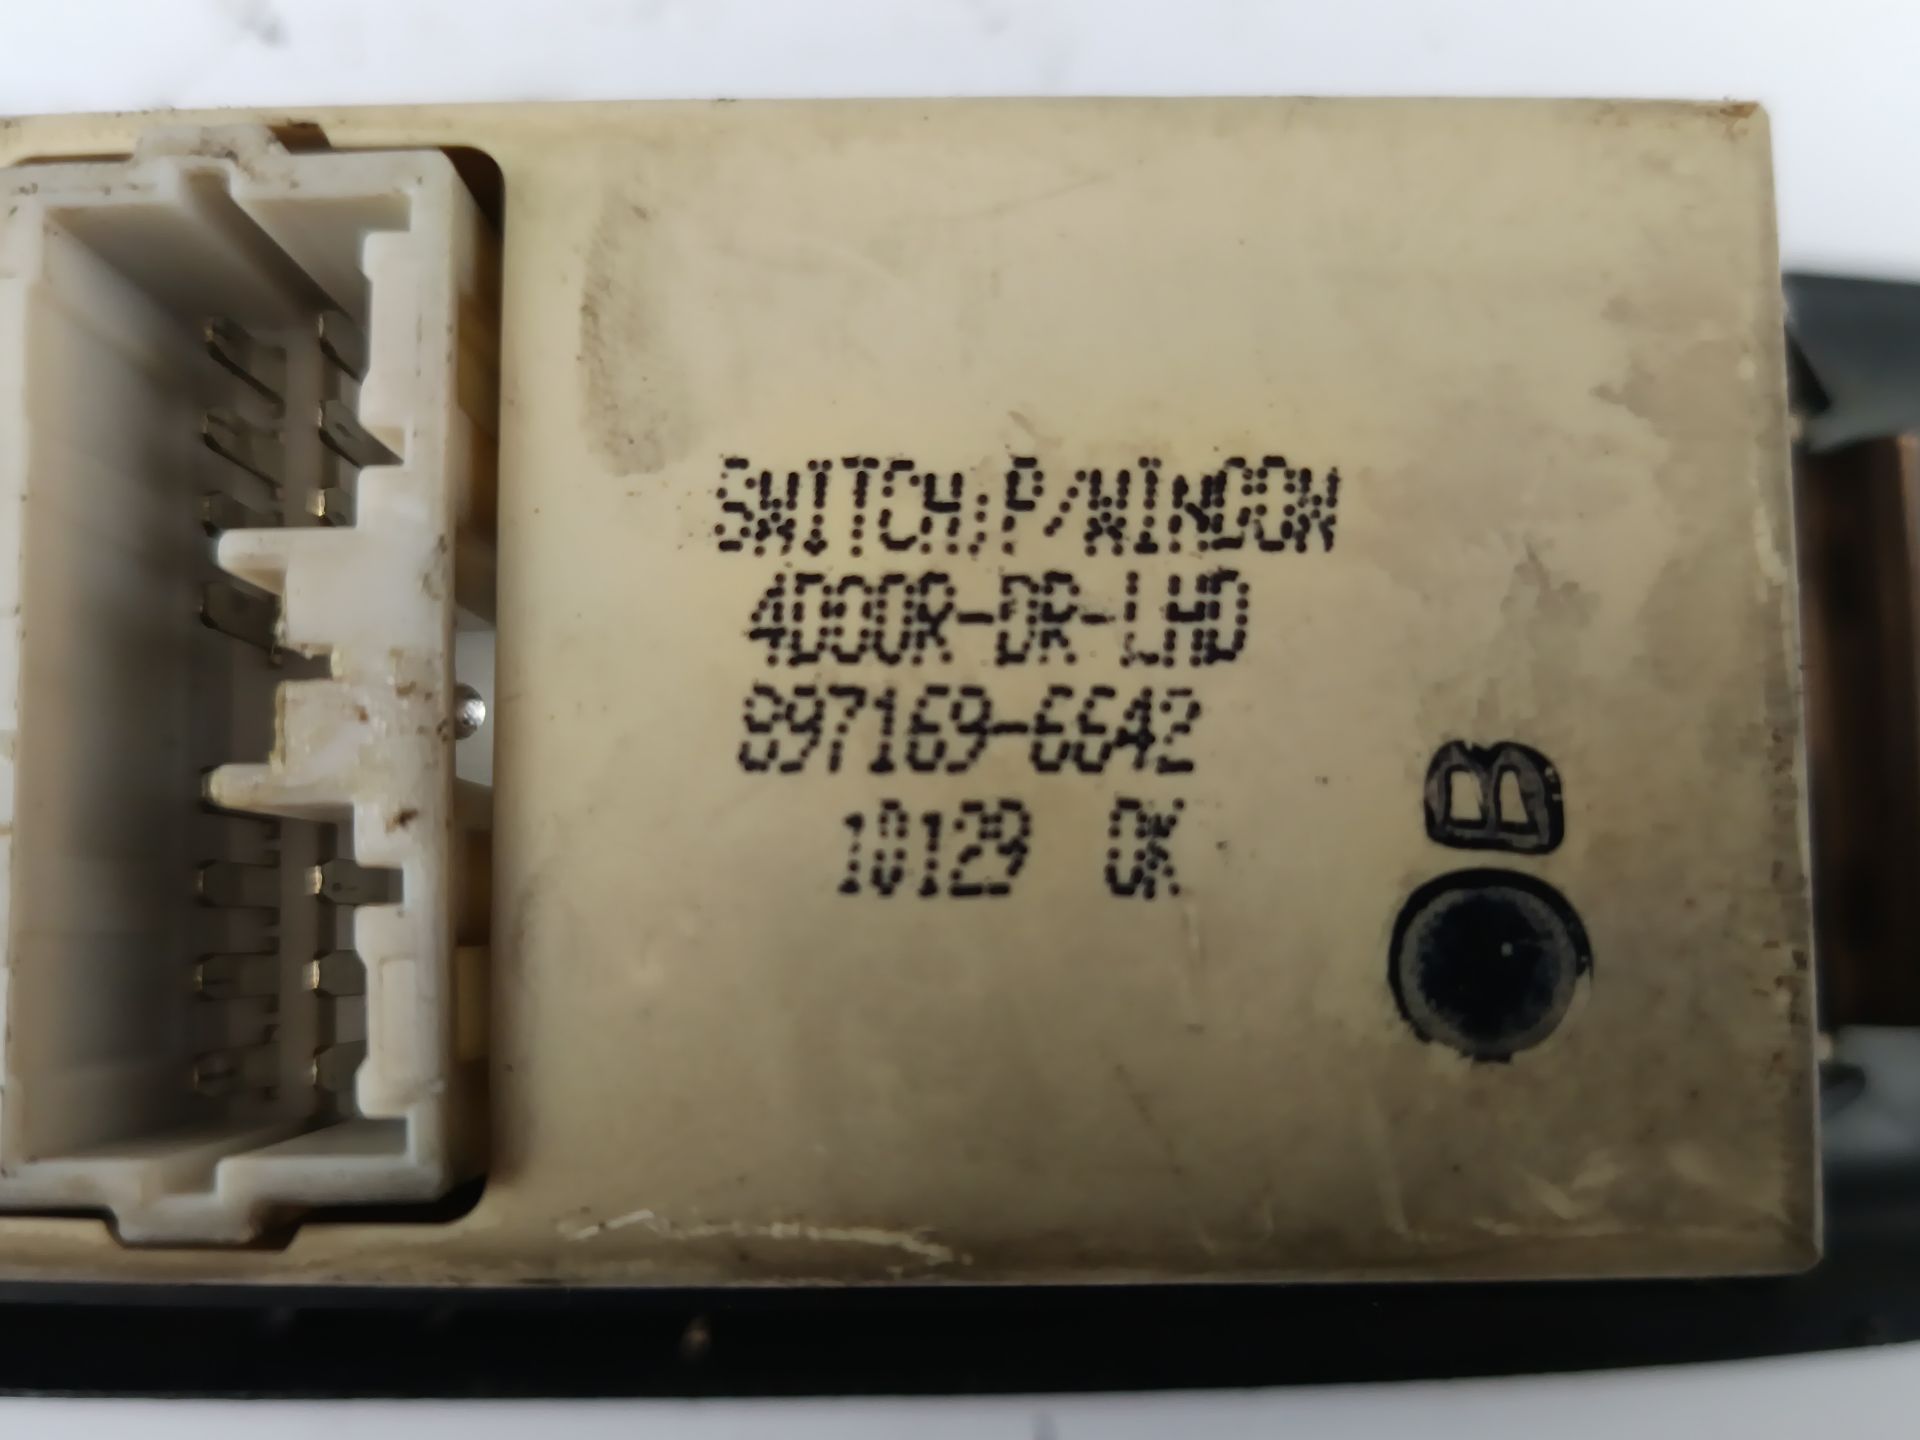 SWITCH,P/WINDOW
4DOOR-DR-LHD
897169-6642
10129 OK
B